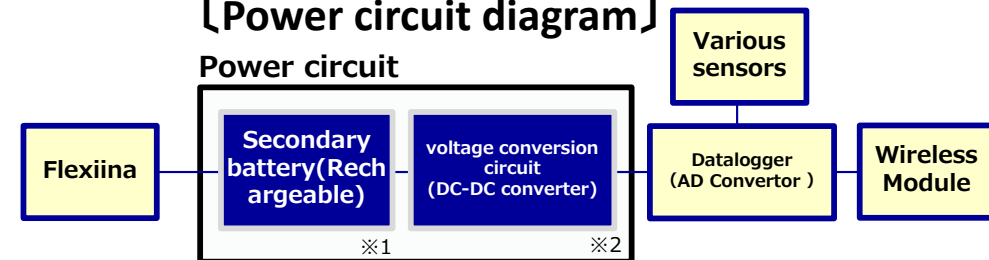 〔Power circuit diagram〕
Power circuit
Various
sensors
Flexiina
Secondary
battery(Rech
argeable)
voltage conversion
circuit
(DC-DC converter)
Datalogger
(AD Convertor )
Wireless
Module
※1
※2